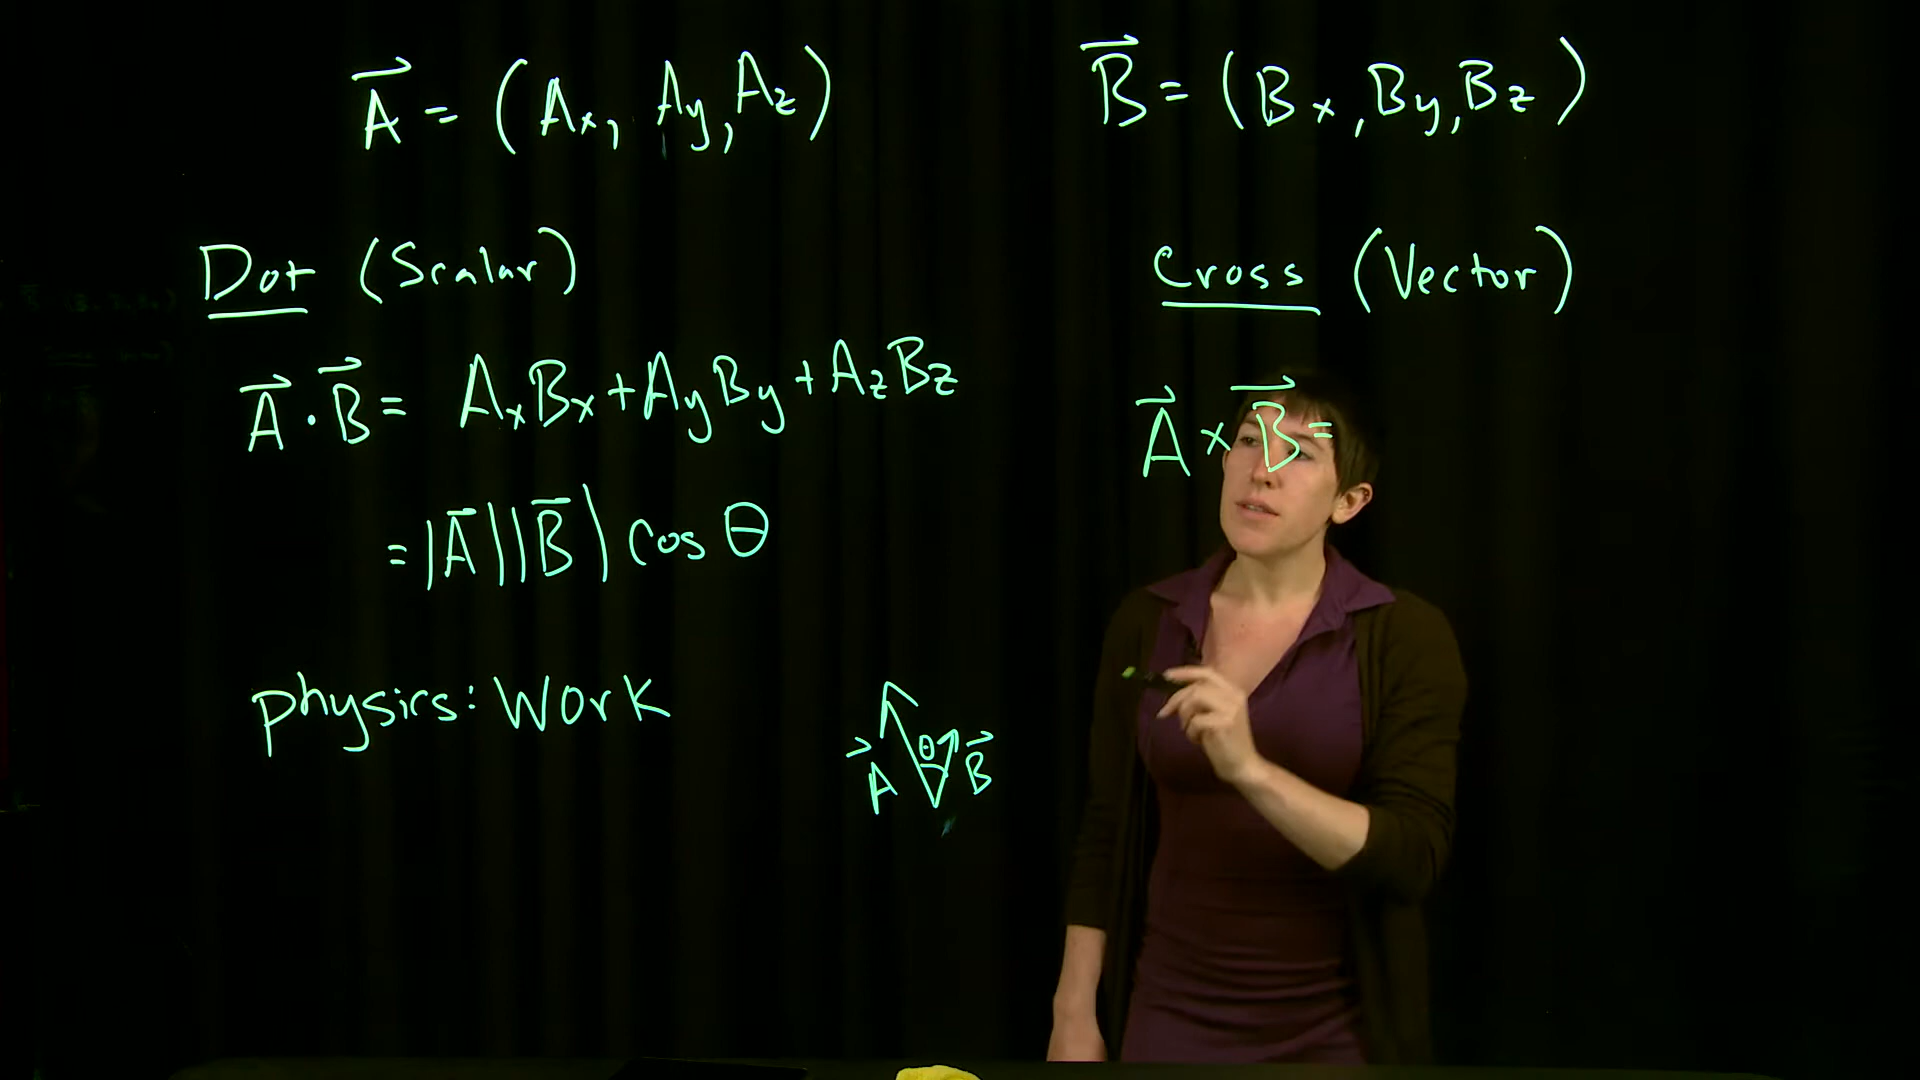 A⃗ = (Ax, Ay, Az)
B⃗ = (Bx, By, Bz)
Dot (Scalar)
A⃗ · B⃗ = AxBx + AyBy + AzBz
= |A⃗||B⃗| cos θ
physics: Work
A⃗ θ B⃗
Cross (Vector)
A⃗ × B⃗ =